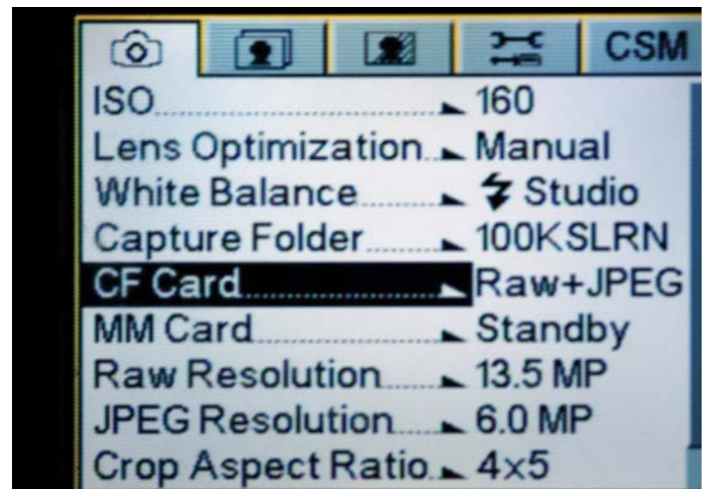 CSM
ISO 160
Lens Optimization Manual
White Balance Studio
Capture Folder 100KSLRN
CF Card Raw+JPEG
MM Card Standby
Raw Resolution 13.5 MP
JPEG Resolution 6.0 MP
Crop Aspect Ratio 4x5